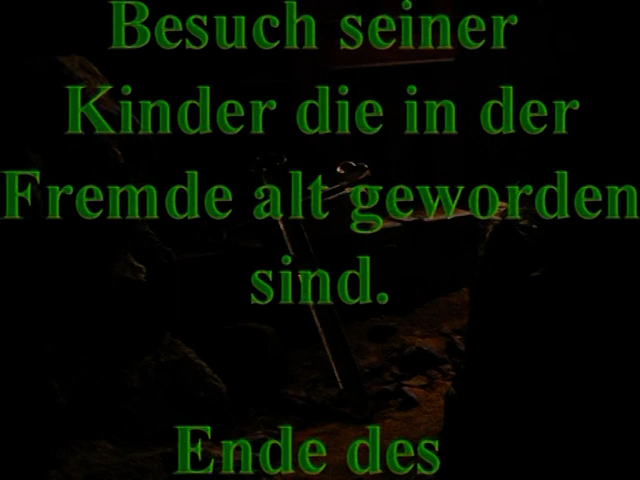 Besuch seiner
Kinder die in der
Fremde alt geworden
sind.
Ende des